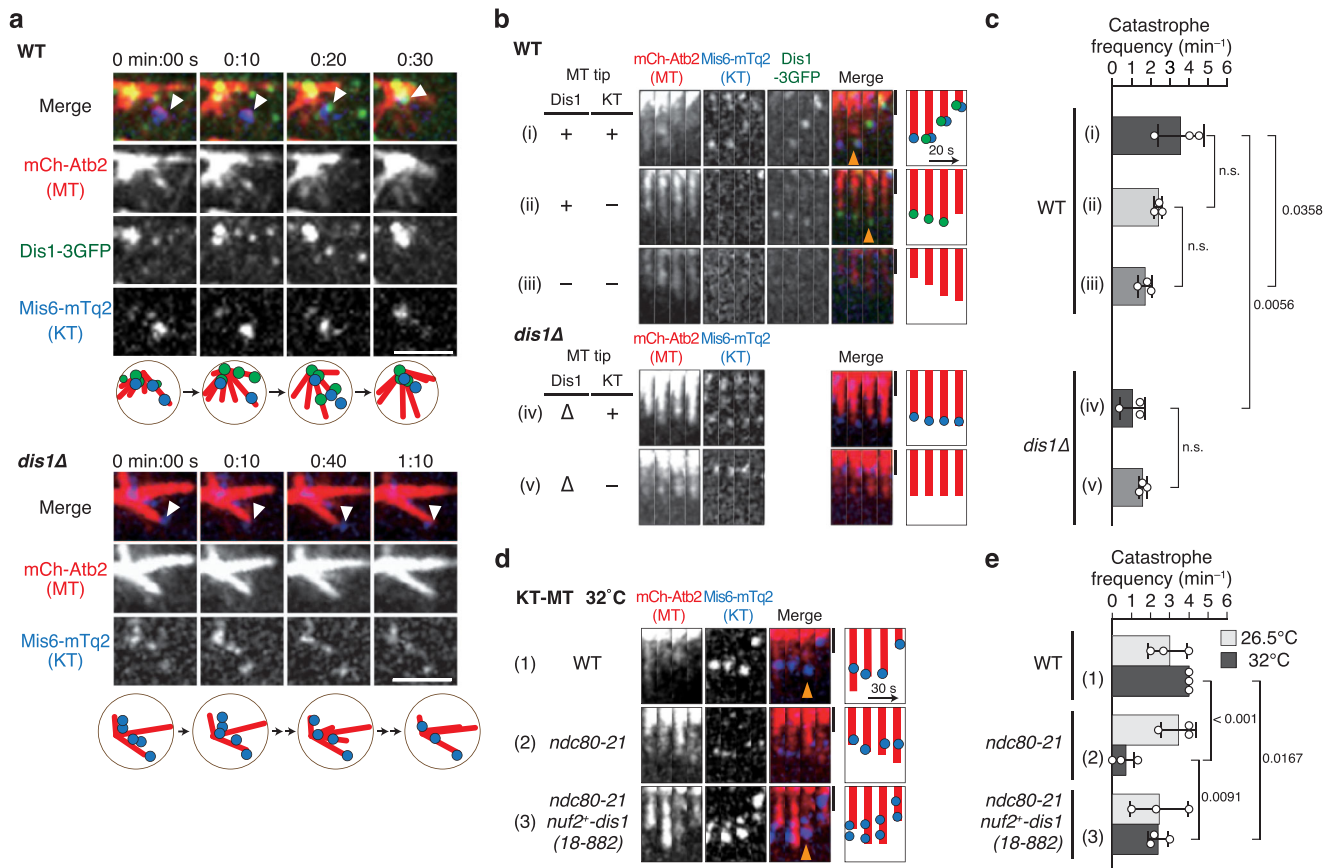 a
WT
0 min:00 s 0:10 0:20 0:30
Merge
mCh-Atb2
(MT)
Dis1-3GFP
Mis6-mTq2
(KT)
dis1Δ
0 min:00 s 0:10 0:40 1:10
Merge
mCh-Atb2
(MT)
Mis6-mTq2
(KT)
b
WT
MT tip
Dis1 KT
mCh-Atb2
(MT)
Mis6-mTq2
(KT)
Dis1
-3GFP
Merge
(i) + +
20 s
(ii) + −
(iii) − −
dis1Δ
MT tip
Dis1 KT
mCh-Atb2
(MT)
Mis6-mTq2
(KT)
Merge
(iv) Δ +
(v) Δ −
c
Catastrophe
frequency (min⁻¹)
0 1 2 3 4 5 6
WT
(i)
(ii)
(iii)
dis1Δ
(iv)
(v)
n.s.
n.s.
0.0358
0.0056
n.s.
d
KT-MT 32°C
mCh-Atb2
(MT)
Mis6-mTq2
(KT)
Merge
(1) WT
30 s
(2) ndc80-21
(3) ndc80-21
nuf2⁺-dis1
(18-882)
e
Catastrophe
frequency (min⁻¹)
0 1 2 3 4 5 6
26.5°C
32°C
WT
(1)
ndc80-21
(2)
ndc80-21
nuf2⁺-dis1
(18-882)
(3)
< 0.001
0.0167
0.0091